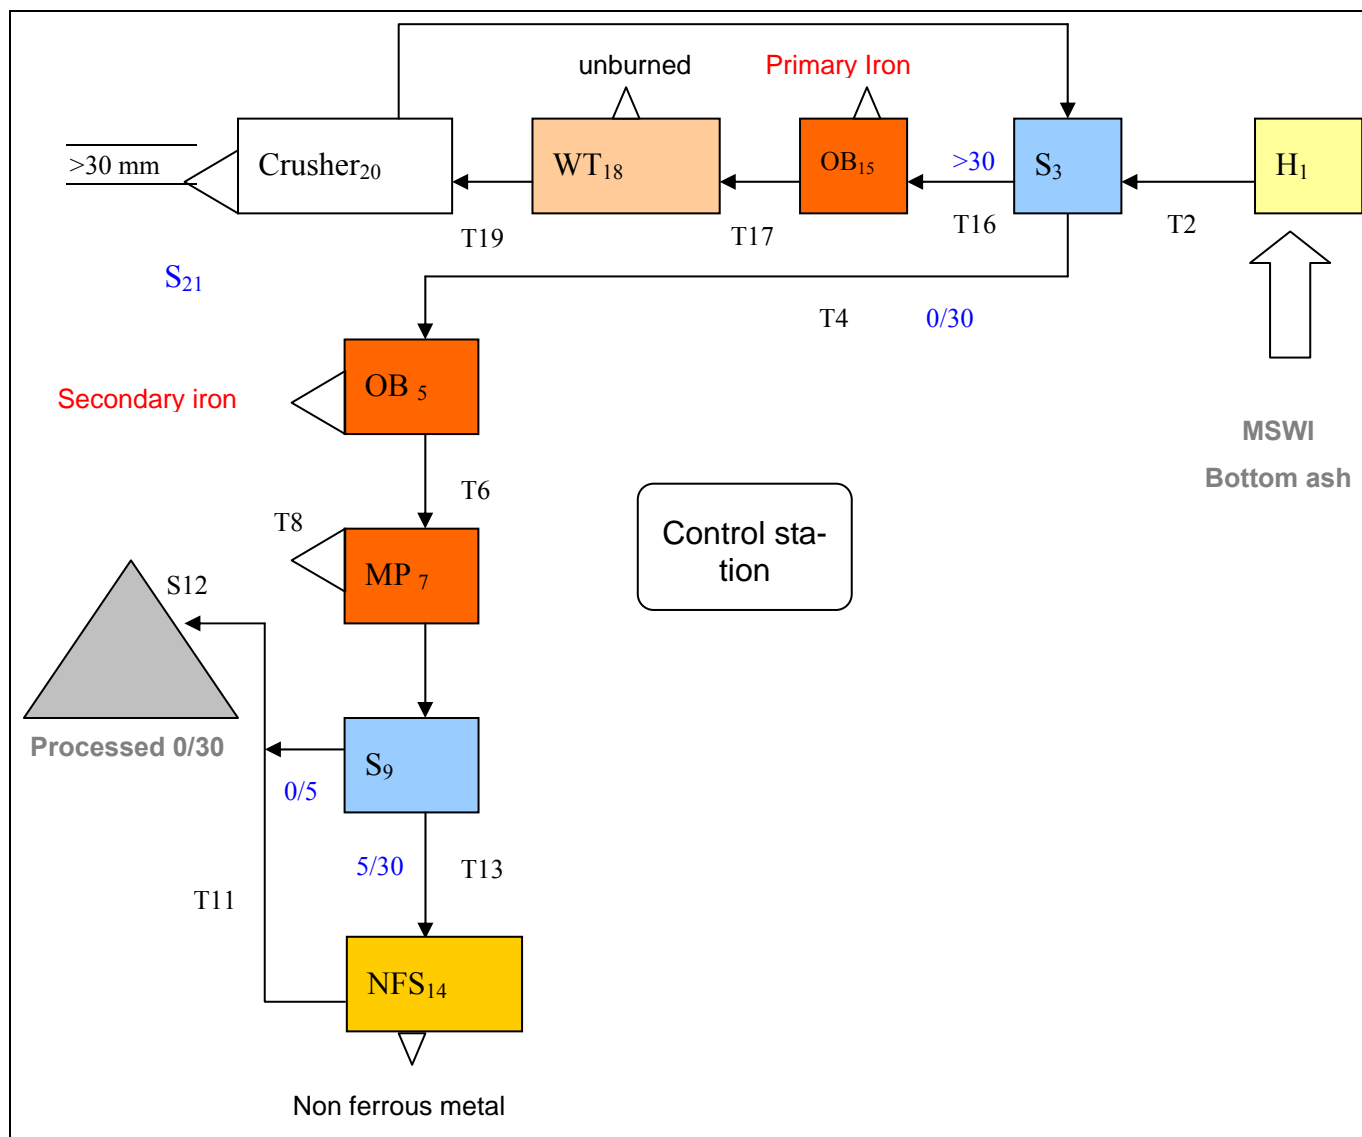 unburned
Primary Iron
>30 mm
Crusher20
WT18
OB15
>30
S3
H1
T19
T17
T16
T2
S21
T4
0/30
OB 5
Secondary iron
MSWI
Bottom ash
T6
T8
Control sta-
tion
MP 7
S12
Processed 0/30
S9
0/5
5/30
T13
T11
NFS14
Non ferrous metal